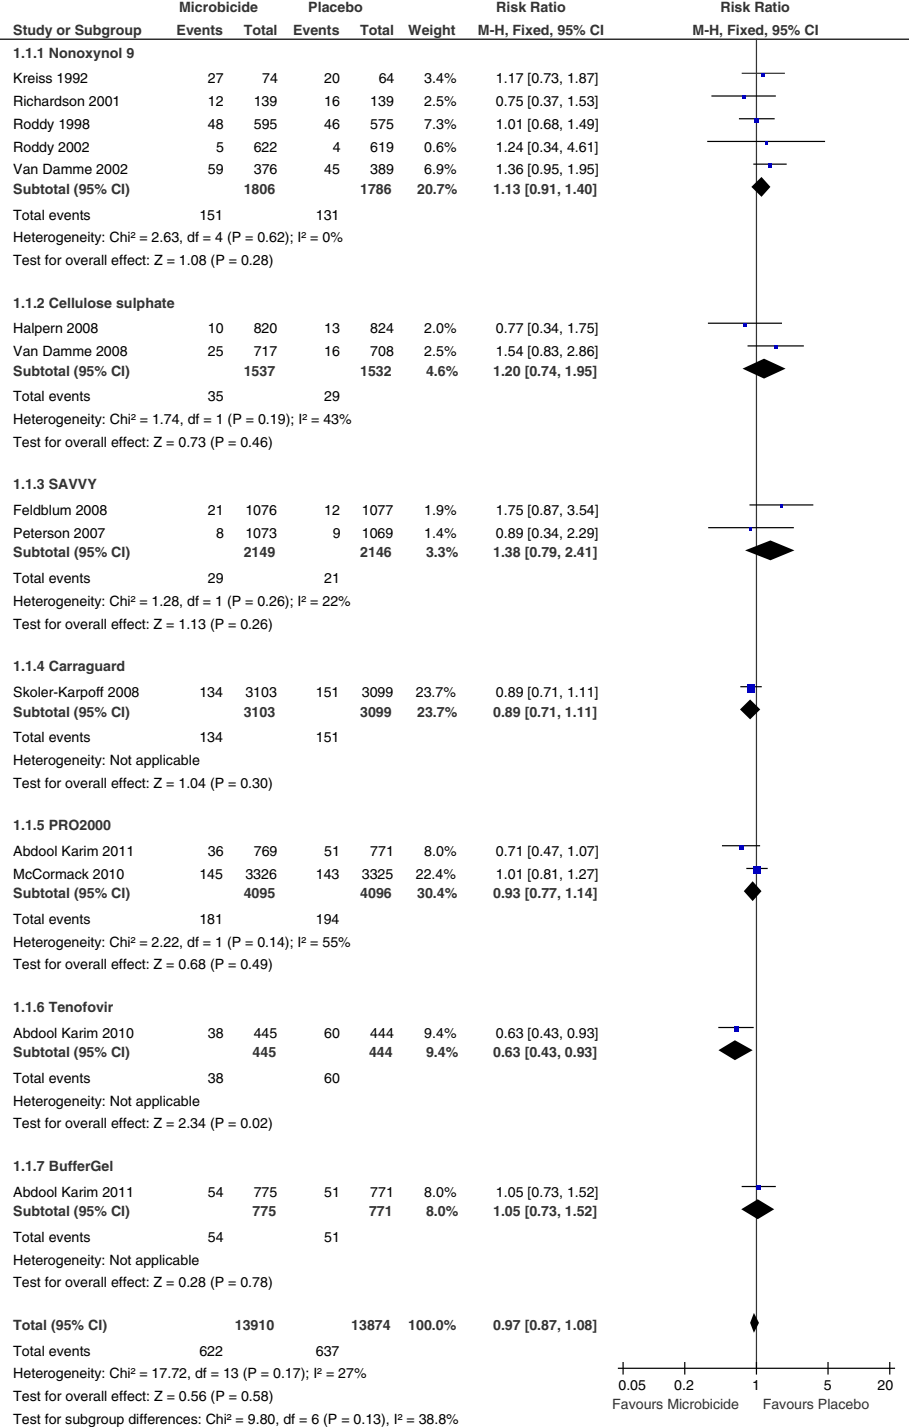 Microbicide Placebo Risk Ratio Risk Ratio
Study or Subgroup Events Total Events Total Weight M-H, Fixed, 95% CI M-H, Fixed, 95% CI
1.1.1 Nonoxynol 9
Kreiss 1992 27 74 20 64 3.4% 1.17 [0.73, 1.87]
Richardson 2001 12 139 16 139 2.5% 0.75 [0.37, 1.53]
Roddy 1998 48 595 46 575 7.3% 1.01 [0.68, 1.49]
Roddy 2002 5 622 4 619 0.6% 1.24 [0.34, 4.61]
Van Damme 2002 59 376 45 389 6.9% 1.36 [0.95, 1.95]
Subtotal (95% CI) 1806 1786 20.7% 1.13 [0.91, 1.40]
Total events 151 131
Heterogeneity: Chi² = 2.63, df = 4 (P = 0.62); I² = 0%
Test for overall effect: Z = 1.08 (P = 0.28)
1.1.2 Cellulose sulphate
Halpern 2008 10 820 13 824 2.0% 0.77 [0.34, 1.75]
Van Damme 2008 25 717 16 708 2.5% 1.54 [0.83, 2.86]
Subtotal (95% CI) 1537 1532 4.6% 1.20 [0.74, 1.95]
Total events 35 29
Heterogeneity: Chi² = 1.74, df = 1 (P = 0.19); I² = 43%
Test for overall effect: Z = 0.73 (P = 0.46)
1.1.3 SAVVY
Feldblum 2008 21 1076 12 1077 1.9% 1.75 [0.87, 3.54]
Peterson 2007 8 1073 9 1069 1.4% 0.89 [0.34, 2.29]
Subtotal (95% CI) 2149 2146 3.3% 1.38 [0.79, 2.41]
Total events 29 21
Heterogeneity: Chi² = 1.28, df = 1 (P = 0.26); I² = 22%
Test for overall effect: Z = 1.13 (P = 0.26)
1.1.4 Carraguard
Skoler-Karpoff 2008 134 3103 151 3099 23.7% 0.89 [0.71, 1.11]
Subtotal (95% CI) 3103 3099 23.7% 0.89 [0.71, 1.11]
Total events 134 151
Heterogeneity: Not applicable
Test for overall effect: Z = 1.04 (P = 0.30)
1.1.5 PRO2000
Abdool Karim 2011 36 769 51 771 8.0% 0.71 [0.47, 1.07]
McCormack 2010 145 3326 143 3325 22.4% 1.01 [0.81, 1.27]
Subtotal (95% CI) 4095 4096 30.4% 0.93 [0.77, 1.14]
Total events 181 194
Heterogeneity: Chi² = 2.22, df = 1 (P = 0.14); I² = 55%
Test for overall effect: Z = 0.68 (P = 0.49)
1.1.6 Tenofovir
Abdool Karim 2010 38 445 60 444 9.4% 0.63 [0.43, 0.93]
Subtotal (95% CI) 445 444 9.4% 0.63 [0.43, 0.93]
Total events 38 60
Heterogeneity: Not applicable
Test for overall effect: Z = 2.34 (P = 0.02)
1.1.7 BufferGel
Abdool Karim 2011 54 775 51 771 8.0% 1.05 [0.73, 1.52]
Subtotal (95% CI) 775 771 8.0% 1.05 [0.73, 1.52]
Total events 54 51
Heterogeneity: Not applicable
Test for overall effect: Z = 0.28 (P = 0.78)
Total (95% CI) 13910 13874 100.0% 0.97 [0.87, 1.08]
Total events 622 637
Heterogeneity: Chi² = 17.72, df = 13 (P = 0.17); I² = 27%
Test for overall effect: Z = 0.56 (P = 0.58)
Test for subgroup differences: Chi² = 9.80, df = 6 (P = 0.13), I² = 38.8%
0.05 0.2 1 5 20
Favours Microbicide Favours Placebo